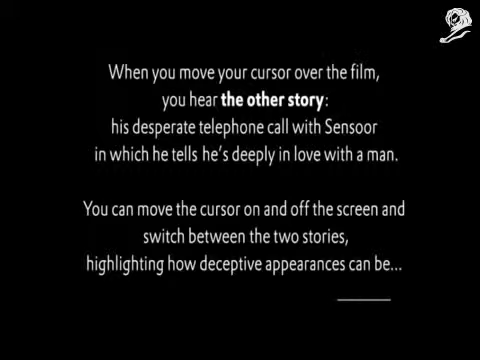 When you move your cursor over the film,
you hear the other story:
his desperate telephone call with Sensoor
in which he tells he's deeply in love with a man.
You can move the cursor on and off the screen and
switch between the two stories,
highlighting how deceptive appearances can be...